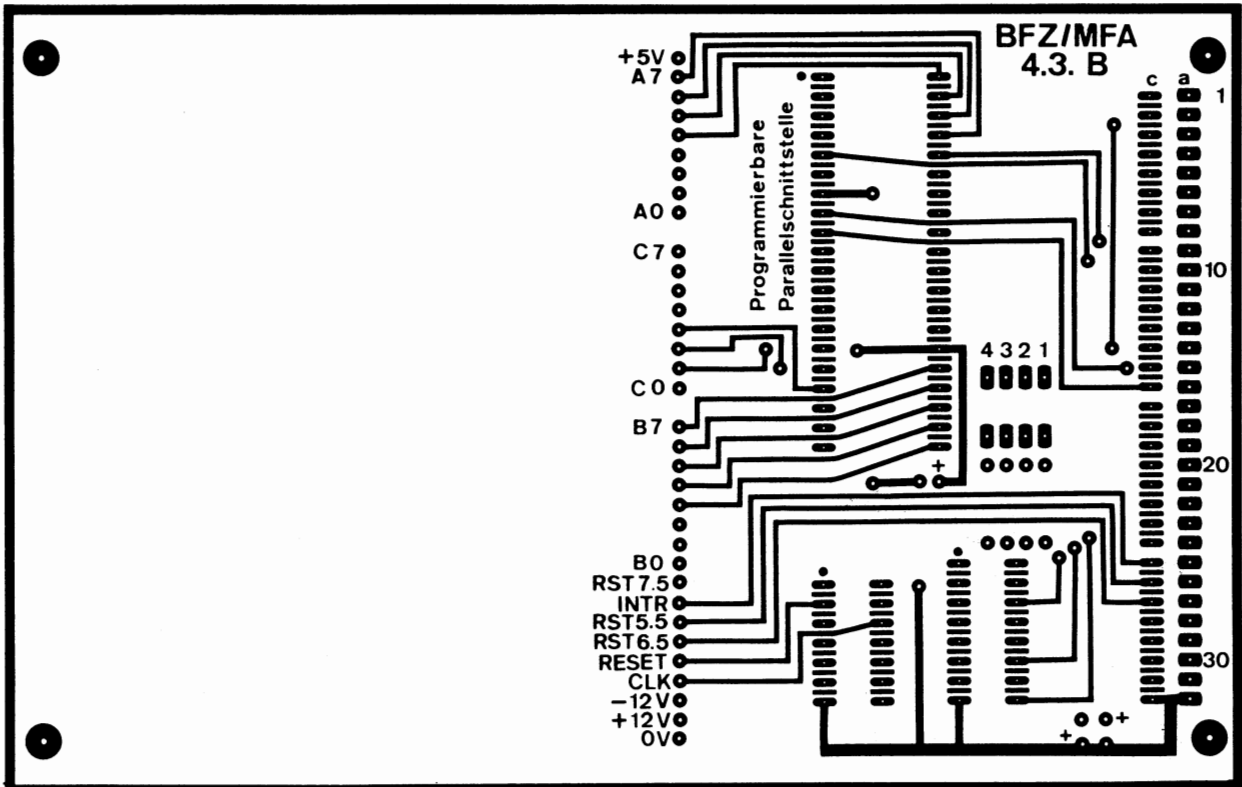 BFZ/MFA
4.3. B
+5V
A7
A0
C7
C0
B7
B0
RST7.5
INTR
RST5.5
RST6.5
RESET
CLK
-12V
+12V
0V
Programmierbare
Parallelschnittstelle
4 3 2 1
+
c a
1
10
20
30
+
+